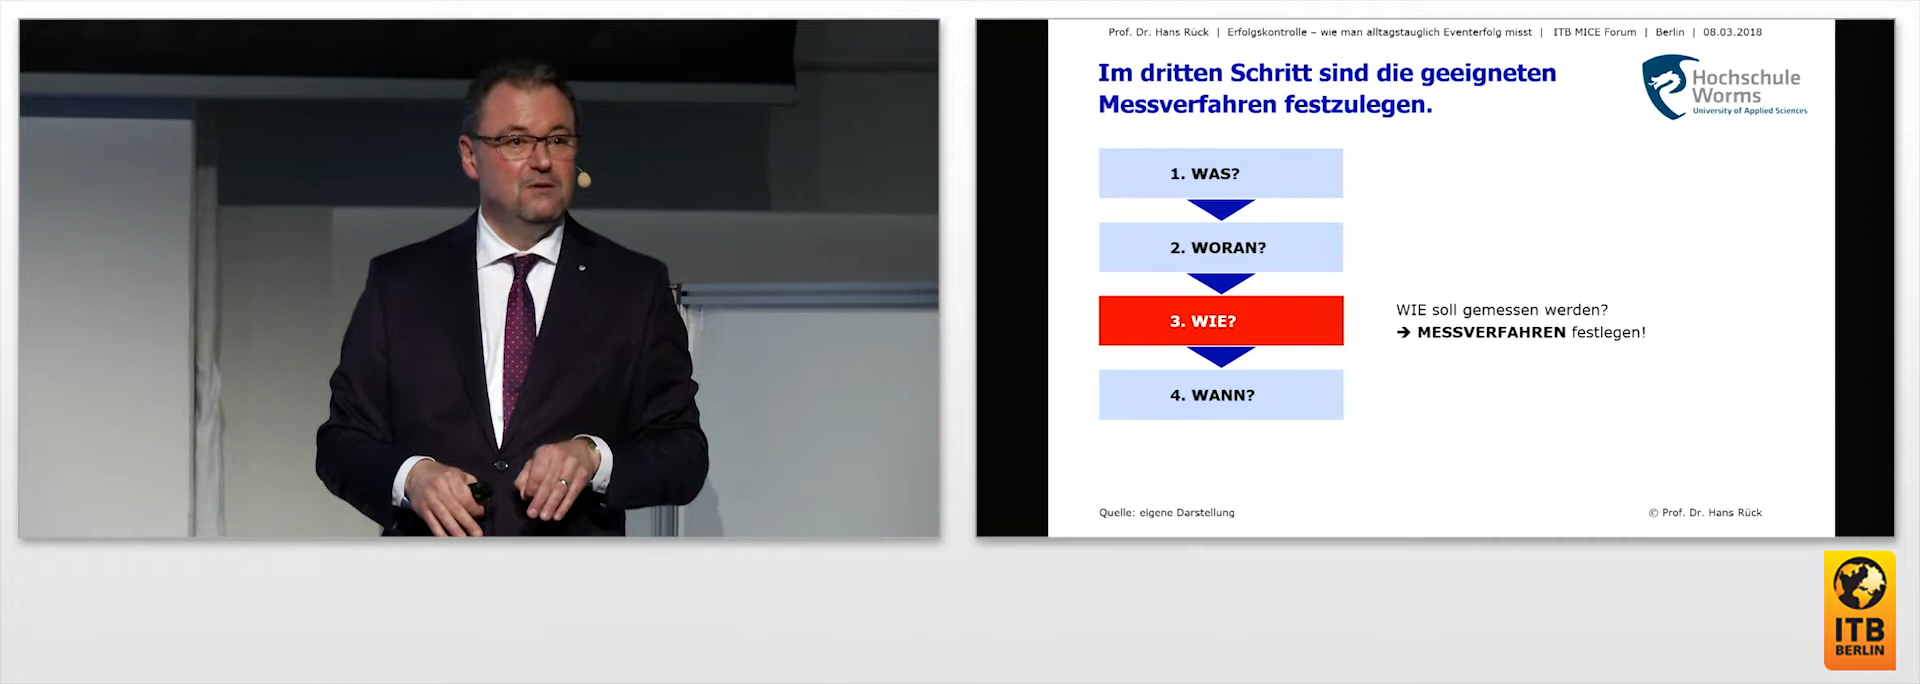 Prof. Dr. Hans Rück | Erfolgskontrolle – wie man alltagstauglich Eventerfolg misst | ITB MICE Forum | Berlin | 08.03.2018
Im dritten Schritt sind die geeigneten
Messverfahren festzulegen.
Hochschule
Worms
University of Applied Sciences
1. WAS?
2. WORAN?
3. WIE?
WIE soll gemessen werden?
➔ MESSVERFAHREN festlegen!
4. WANN?
Quelle: eigene Darstellung
© Prof. Dr. Hans Rück
ITB
BERLIN